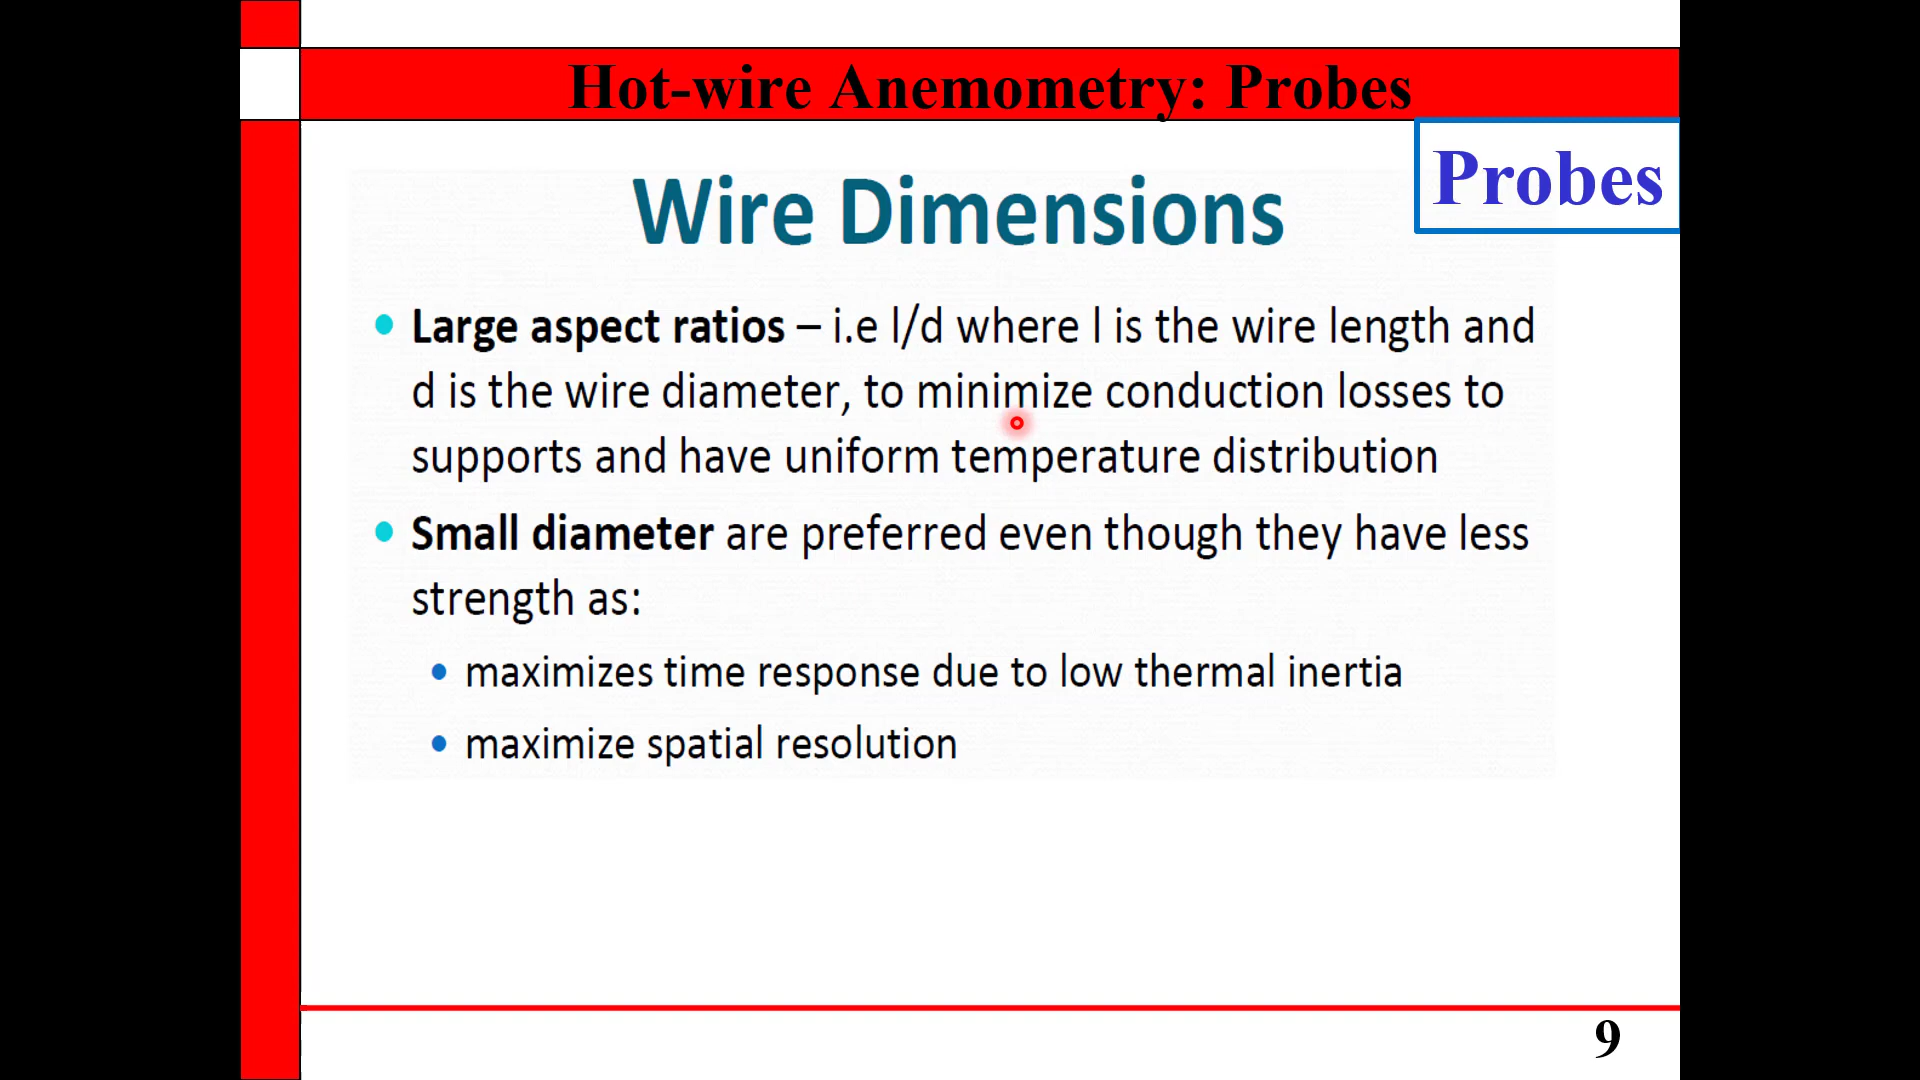 Hot-wire Anemometry: Probes
Probes
Wire Dimensions
• Large aspect ratios – i.e l/d where l is the wire length and
d is the wire diameter, to minimize conduction losses to
supports and have uniform temperature distribution
• Small diameter are preferred even though they have less
strength as:
• maximizes time response due to low thermal inertia
• maximize spatial resolution
9